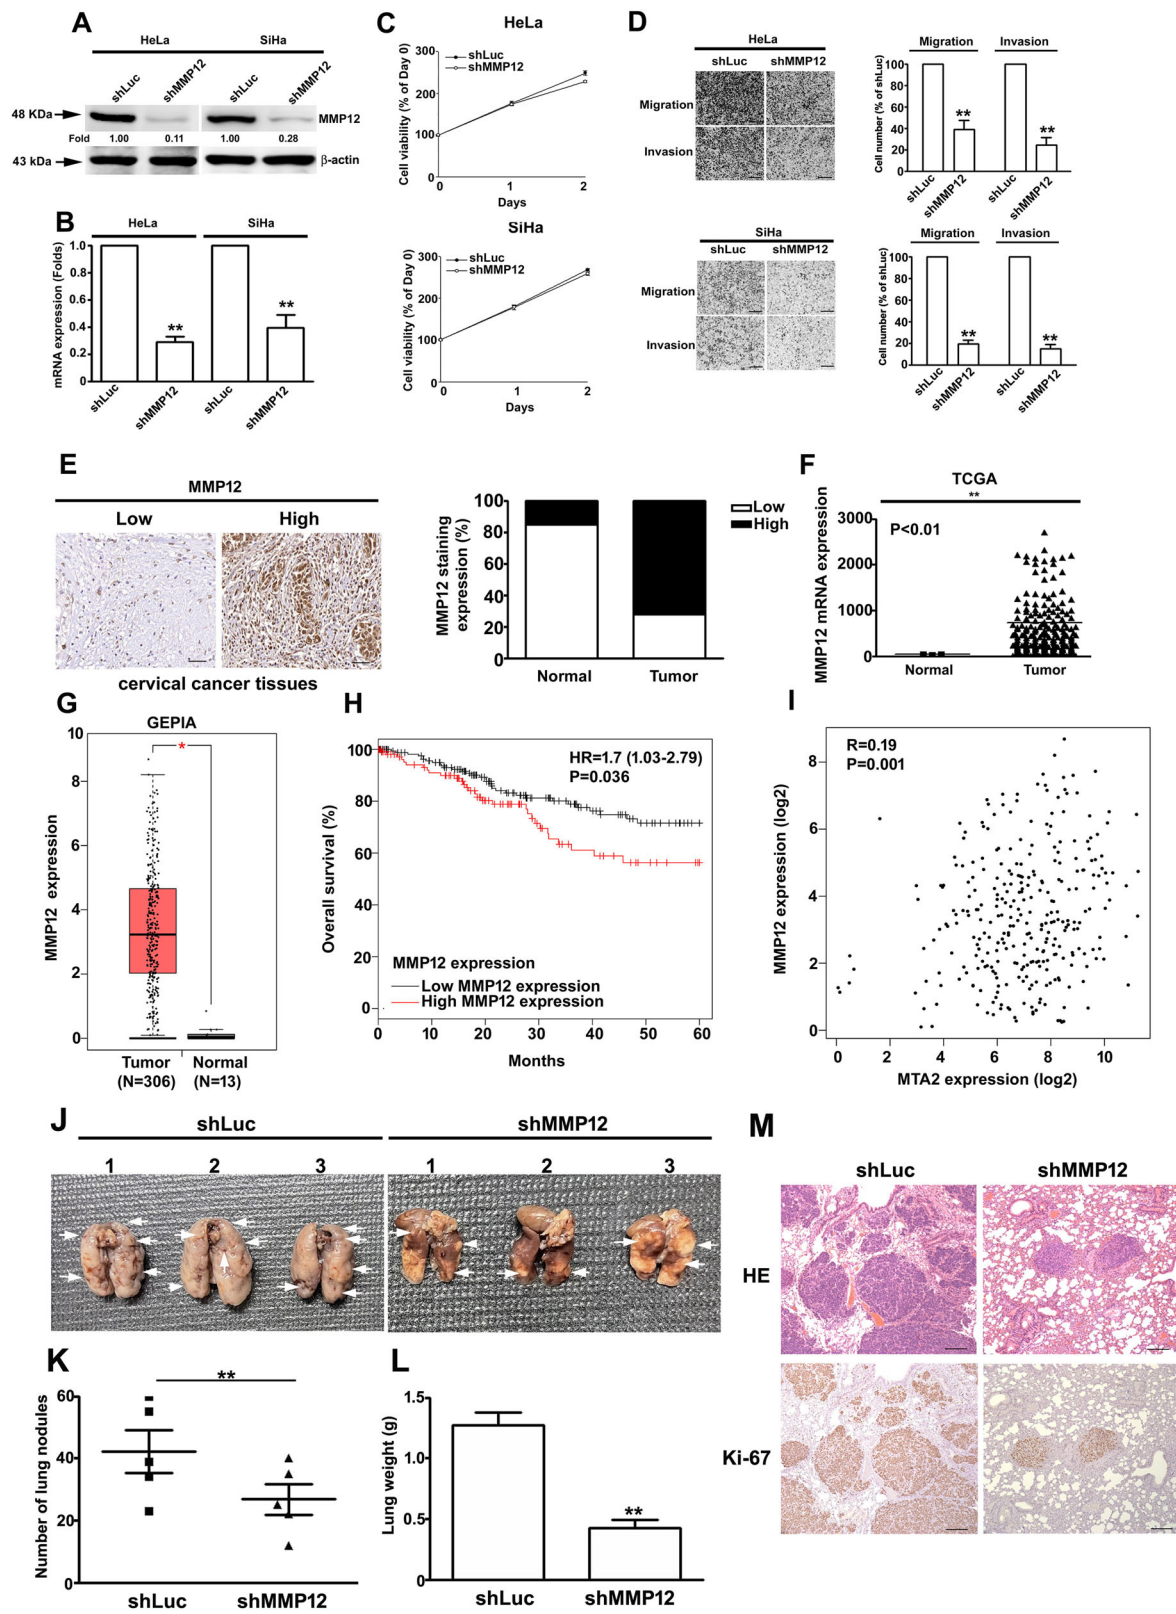 A
HeLa
SiHa
shLuc
shMMP12
shLuc
shMMP12
48 KDa
MMP12
Fold
1.00
0.11
1.00
0.28
43 kDa
β-actin
B
HeLa
SiHa
mRNA expression (Folds)
1.0
0.8
0.6
0.4
0.2
0.0
**
**
shLuc
shMMP12
shLuc
shMMP12
C
HeLa
Cell viability (% of Day 0)
300
200
100
0
shLuc
shMMP12
0
1
2
Days
SiHa
Cell viability (% of Day 0)
300
200
100
0
shLuc
shMMP12
0
1
2
Days
D
HeLa
shLuc
shMMP12
Migration
Invasion
Migration
Invasion
Cell number (% of shLuc)
100
80
60
40
20
0
**
**
shLuc
shMMP12
shLuc
shMMP12
SiHa
shLuc
shMMP12
Migration
Invasion
Migration
Invasion
Cell number (% of shLuc)
100
80
60
40
20
0
**
**
shLuc
shMMP12
shLuc
shMMP12
E
MMP12
Low
High
cervical cancer tissues
MMP12 staining
expression (%)
100
80
60
40
20
0
Low
High
Normal
Tumor
F
TCGA
**
P<0.01
MMP12 mRNA expression
3000
2000
1000
0
Normal
Tumor
G
GEPIA
*
MMP12 expression
10
8
6
4
2
0
Tumor
(N=306)
Normal
(N=13)
H
HR=1.7 (1.03-2.79)
P=0.036
Overall survival (%)
100
80
60
40
20
0
MMP12 expression
Low MMP12 expression
High MMP12 expression
0
10
20
30
40
50
60
Months
I
R=0.19
P=0.001
MMP12 expression (log2)
8
6
4
2
0
0
2
4
6
8
10
MTA2 expression (log2)
J
shLuc
shMMP12
1
2
3
1
2
3
K
**
Number of lung nodules
60
40
20
0
shLuc
shMMP12
L
Lung weight (g)
1.5
1.0
0.5
0.0
**
shLuc
shMMP12
M
shLuc
shMMP12
HE
Ki-67